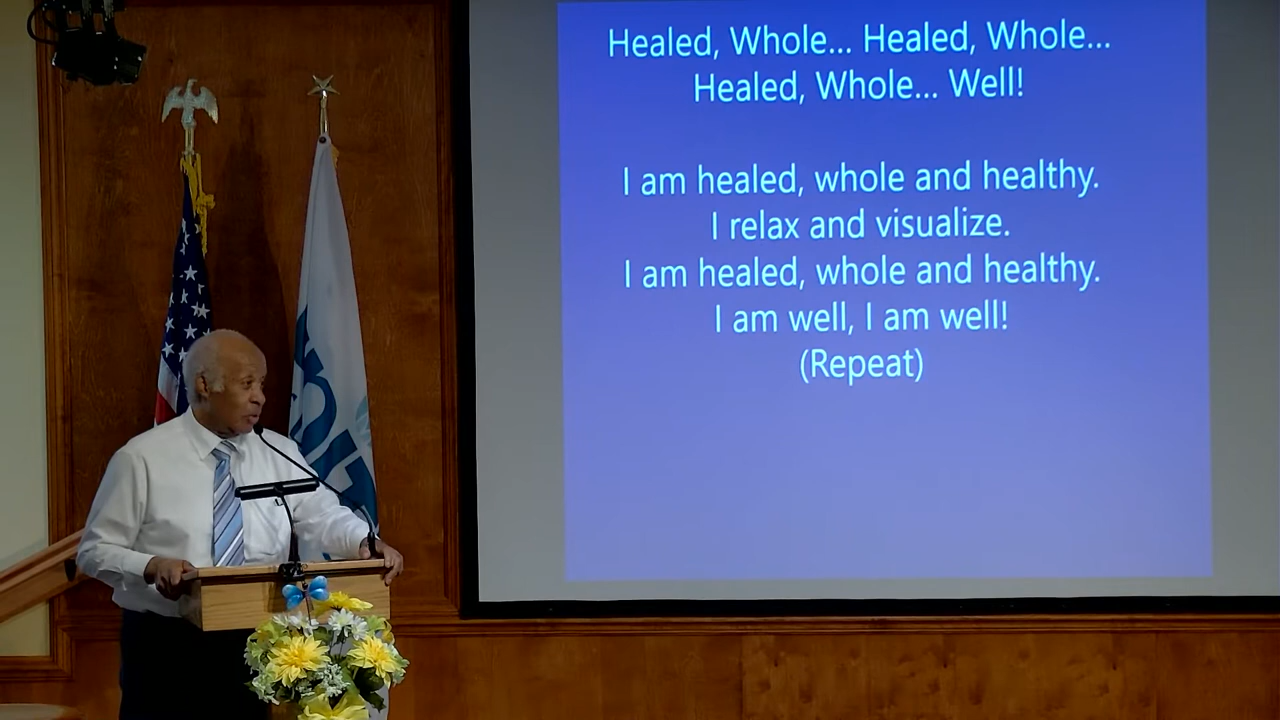 Healed, Whole... Healed, Whole...
Healed, Whole... Well!
I am healed, whole and healthy.
I relax and visualize.
I am healed, whole and healthy.
I am well, I am well!
(Repeat)